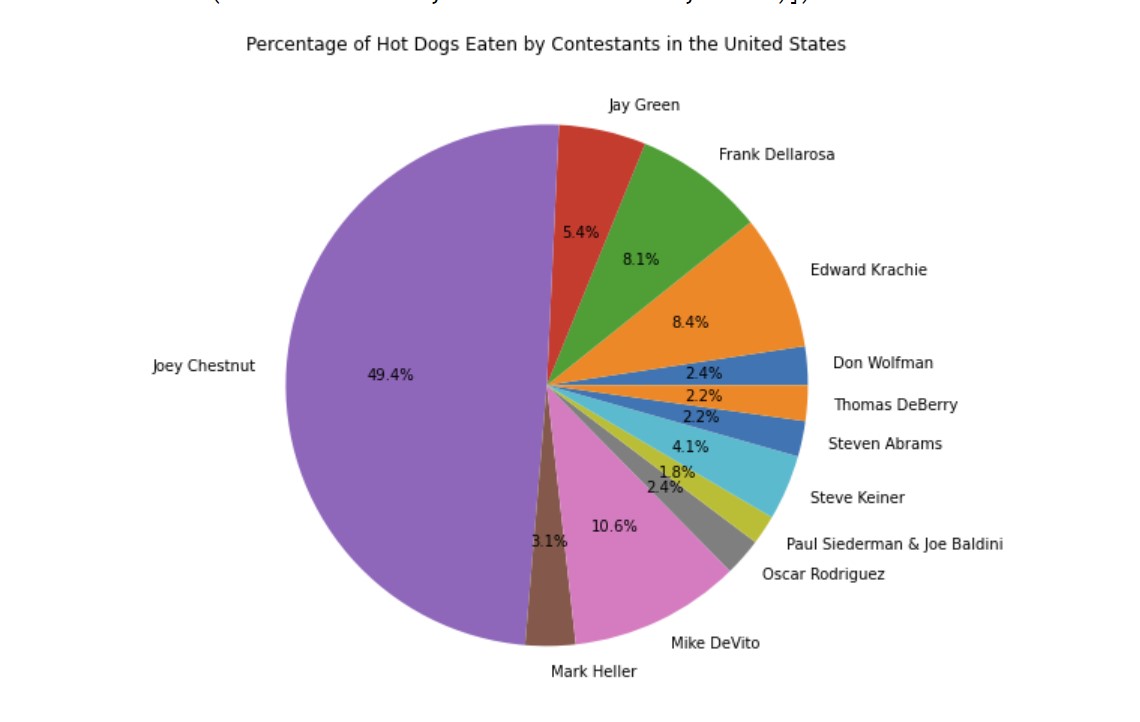 Percentage of Hot Dogs Eaten by Contestants in the United States
Jay Green
Frank Dellarosa
5.4%
8.1%
Edward Krachie
8.4%
Joey Chestnut
49.4%
2.4%
Don Wolfman
2.2%
Thomas DeBerry
2.2%
Steven Abrams
4.1%
1.8%
2.4%
Steve Keiner
10.6%
3.1%
Paul Siederman & Joe Baldini
Oscar Rodriguez
Mike DeVito
Mark Heller